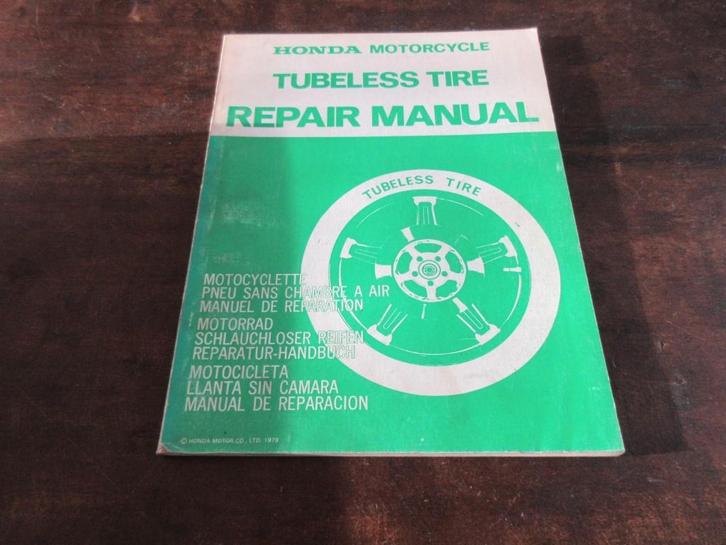 HONDA MOTORCYCLE
TUBELESS TIRE
REPAIR MANUAL
TUBELESS TIRE
MOTOCYCLETTE
PNEU SANS CHAMBRE A AIR
MANUEL DE REPARATION
MOTORRAD
SCHLAUCHLOSER REIFEN
REPARATUR-HANDBUCH
MOTOCICLETA
LLANTA SIN CAMARA
MANUAL DE REPARACION
© HONDA MOTOR CO., LTD. 1979